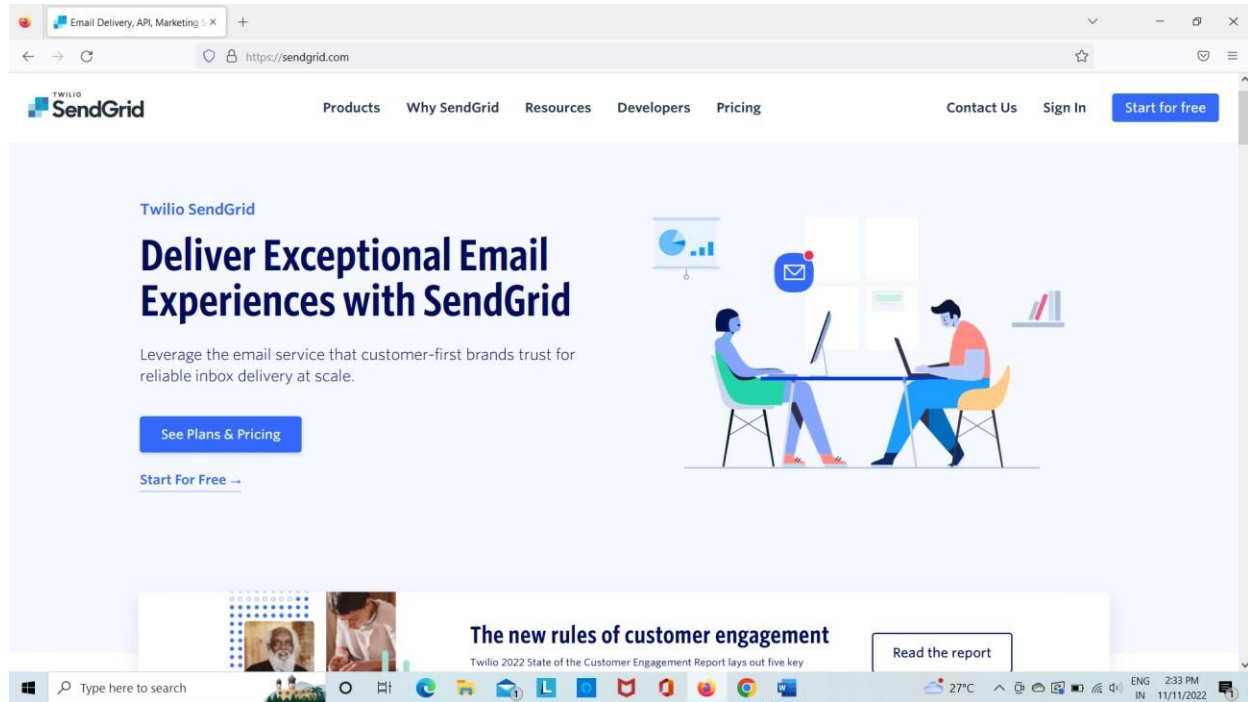 Email Delivery, API, Marketing S
https://sendgrid.com
TWILIO
SendGrid
Products Why SendGrid Resources Developers Pricing Contact Us Sign In Start for free
Twilio SendGrid
Deliver Exceptional Email
Experiences with SendGrid
Leverage the email service that customer-first brands trust for
reliable inbox delivery at scale.
See Plans & Pricing
Start For Free →
The new rules of customer engagement
Twilio 2022 State of the Customer Engagement Report lays out five key
Read the report
Type here to search
1
L
27°C
ENG
IN
2:33 PM
11/11/2022
1